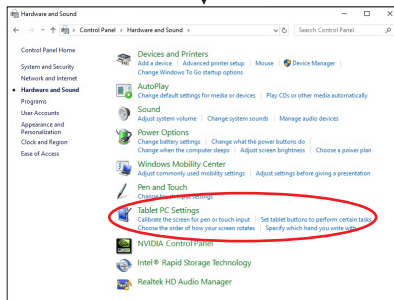 Hardware and Sound
Control Panel > Hardware and Sound > Search Control Panel
Control Panel Home
System and Security
Network and Internet
Hardware and Sound
Programs
User Accounts
Appearance and
Personalization
Clock and Region
Ease of Access
Devices and Printers
Add a device | Advanced printer setup | Mouse | Device Manager |
Change Windows To Go startup options
AutoPlay
Change default settings for media or devices | Play CDs or other media automatically
Sound
Adjust system volume | Change system sounds | Manage audio devices
Power Options
Change battery settings | Change what the power buttons do |
Change when the computer sleeps | Adjust screen brightness | Choose a power plan
Windows Mobility Center
Adjust commonly used mobility settings | Adjust settings before giving a presentation
Pen and Touch
Change touch input settings
Tablet PC Settings
Calibrate the screen for pen or touch input | Set tablet buttons to perform certain tasks
Choose the order of how your screen rotates | Specify which hand you write with
NVIDIA Control Panel
Intel® Rapid Storage Technology
Realtek HD Audio Manager